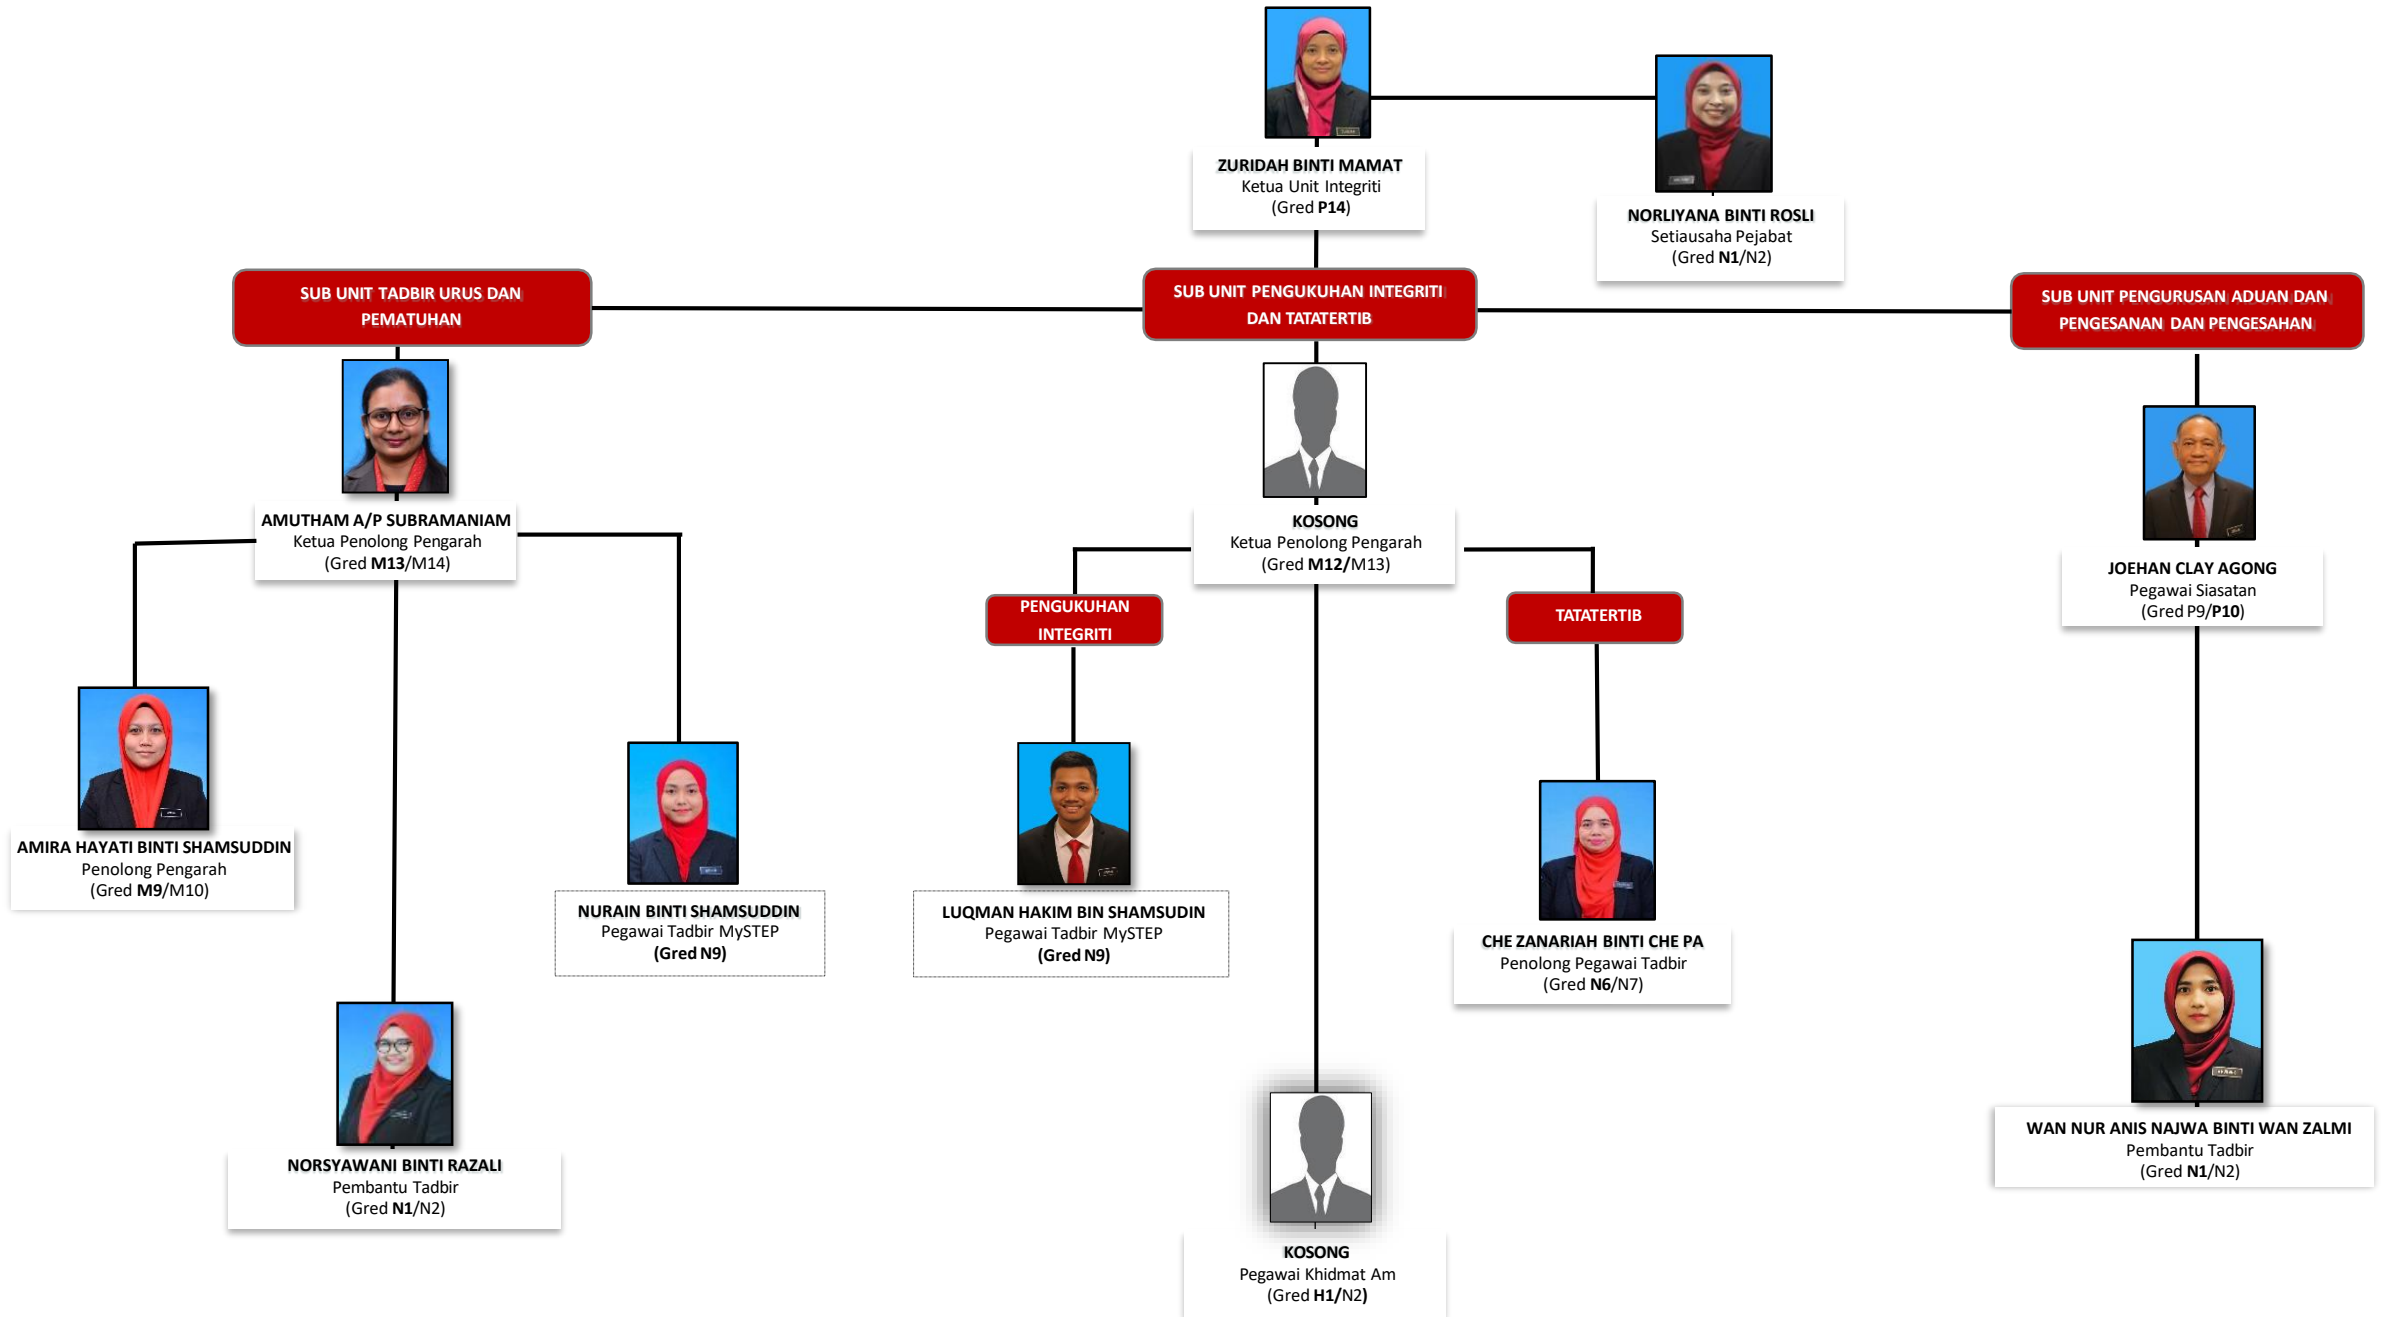 ZURIDAH BINTI MAMAT
Ketua Unit Integriti
(Gred P14)
NORLIYANA BINTI ROSLI
Setiausaha Pejabat
(Gred N1/N2)
SUB UNIT TADBIR URUS DAN
PEMATUHAN
SUB UNIT PENGUKUHAN INTEGRITI
DAN TATATERTIB
SUB UNIT PENGURUSAN ADUAN DAN
PENGESANAN DAN PENGESAHAN
AMUTHAM A/P SUBRAMANIAM
Ketua Penolong Pengarah
(Gred M13/M14)
KOSONG
Ketua Penolong Pengarah
(Gred M12/M13)
JOEHAN CLAY AGONG
Pegawai Siasatan
(Gred P9/P10)
PENGUKUHAN
INTEGRITI
TATATERTIB
AMIRA HAYATI BINTI SHAMSUDDIN
Penolong Pengarah
(Gred M9/M10)
NURAIN BINTI SHAMSUDDIN
Pegawai Tadbir MySTEP
(Gred N9)
LUQMAN HAKIM BIN SHAMSUDIN
Pegawai Tadbir MySTEP
(Gred N9)
CHE ZANARIAH BINTI CHE PA
Penolong Pegawai Tadbir
(Gred N6/N7)
NORSYAWANI BINTI RAZALI
Pembantu Tadbir
(Gred N1/N2)
WAN NUR ANIS NAJWA BINTI WAN ZALMI
Pembantu Tadbir
(Gred N1/N2)
KOSONG
Pegawai Khidmat Am
(Gred H1/N2)